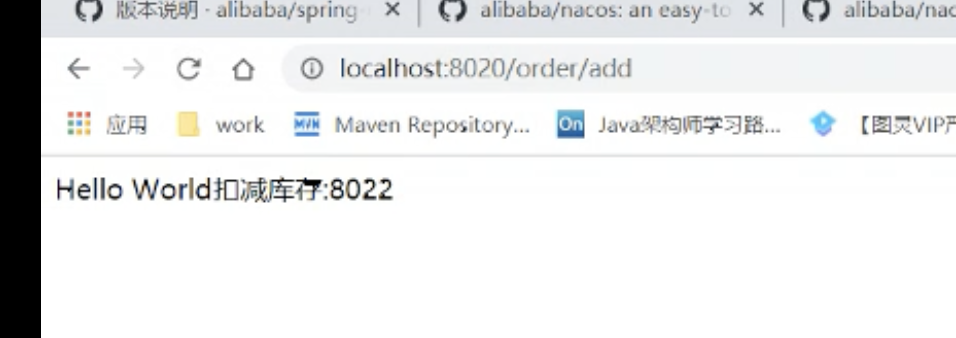 版本说明 · alibaba/spring-
alibaba/nacos: an easy-to
alibaba/nac
localhost:8020/order/add
应用
work
Maven Repository...
On
Java架构师学习路...
【图灵VIP
Hello World扣减库存:8022